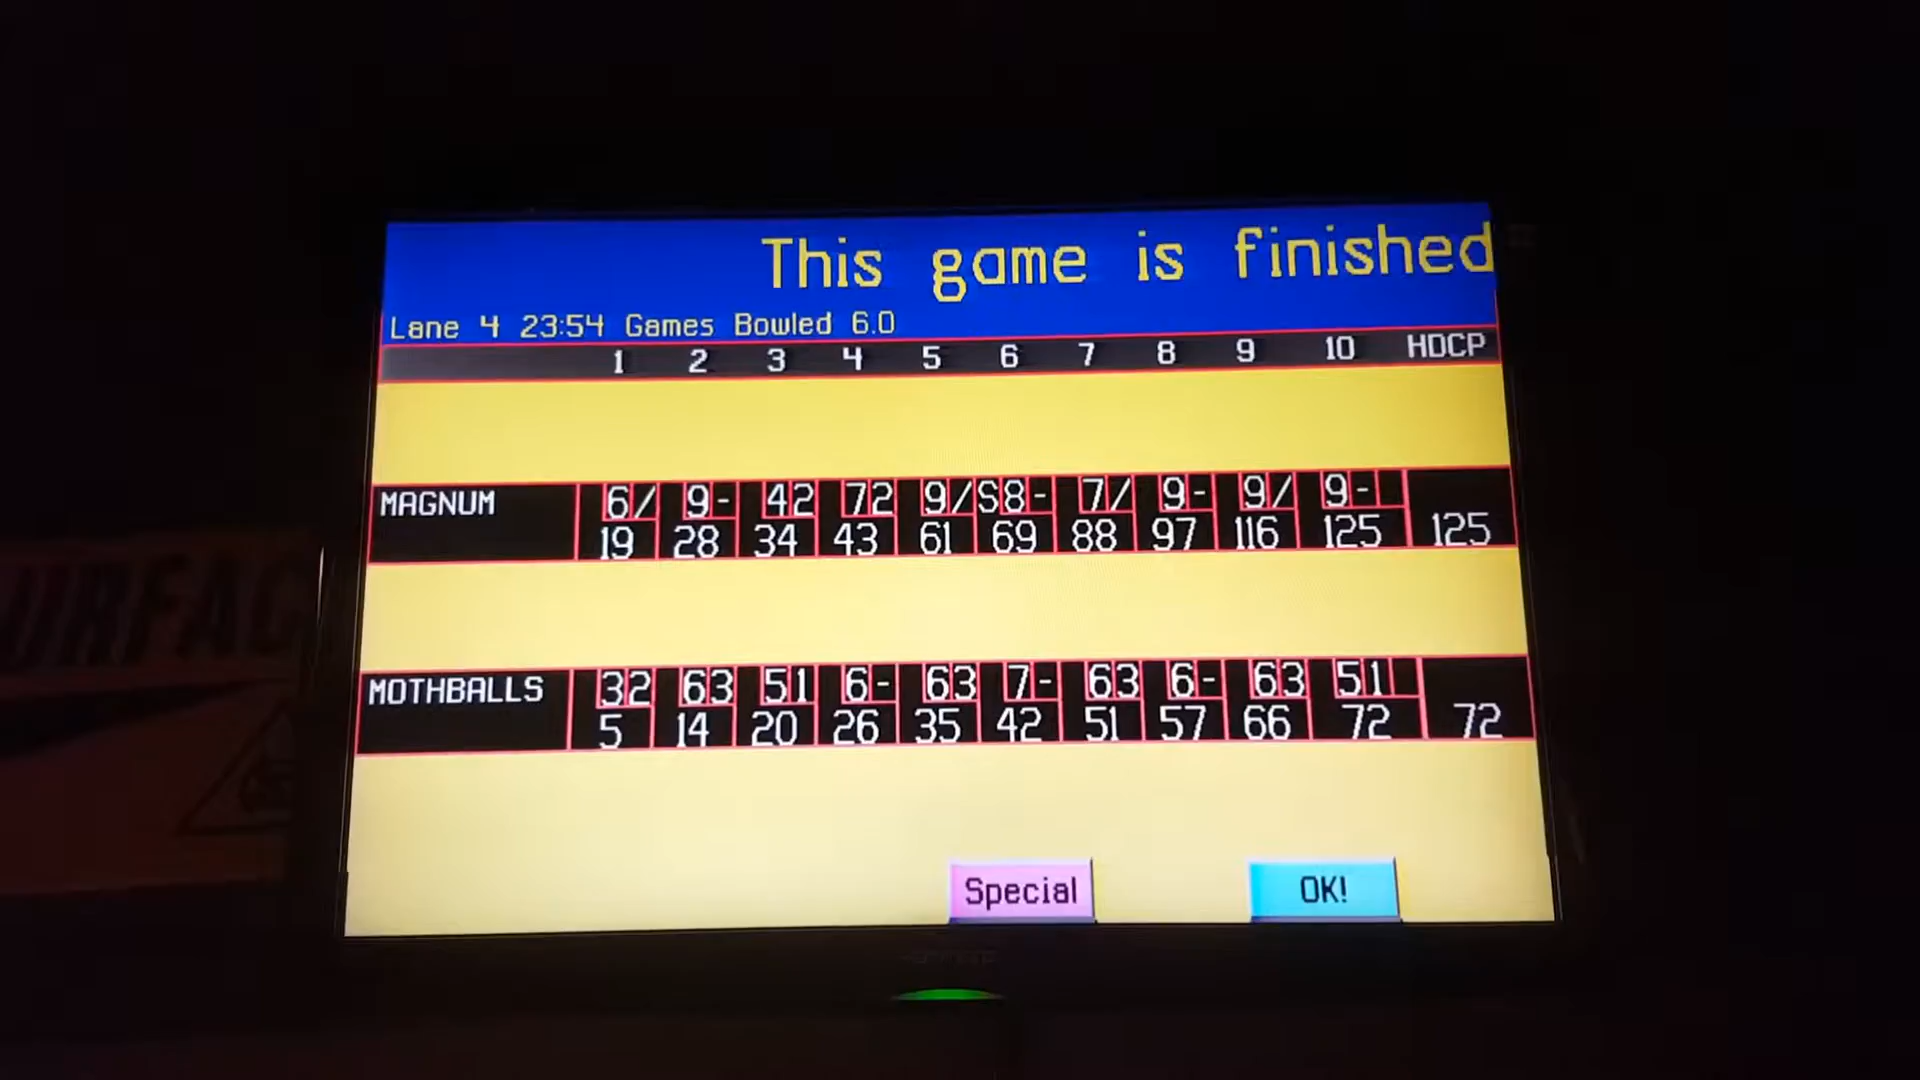 This game is finished
Lane 4 23:54 Games Bowled 6.0
1 2 3 4 5 6 7 8 9 10 HDCP
MAGNUM 6/ 9- 42 72 9/ S8- 7/ 9- 9/ 9-
19 28 34 43 61 69 88 97 116 125 125
MOTHBALLS 32 63 51 6- 63 7- 63 6- 63 51
5 14 20 26 35 42 51 57 66 72 72
Special OK!